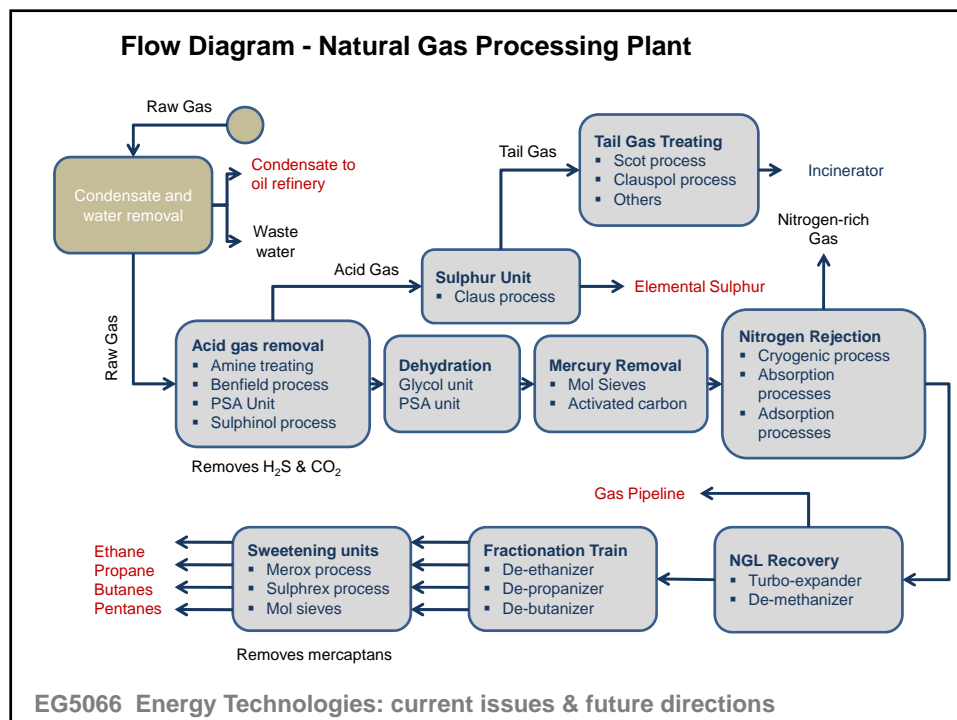 Flow Diagram - Natural Gas Processing Plant
Raw Gas
Condensate and
water removal
Condensate to
oil refinery
Waste
water
Raw Gas
Acid Gas
Tail Gas
Tail Gas Treating
▪ Scot process
▪ Clauspol process
▪ Others
Incinerator
Sulphur Unit
▪ Claus process
Elemental Sulphur
Nitrogen-rich
Gas
Acid gas removal
▪ Amine treating
▪ Benfield process
▪ PSA Unit
▪ Sulphinol process
Removes H₂S & CO₂
Dehydration
Glycol unit
PSA unit
Mercury Removal
▪ Mol Sieves
▪ Activated carbon
Nitrogen Rejection
▪ Cryogenic process
▪ Absorption
processes
▪ Adsorption
processes
Gas Pipeline
NGL Recovery
▪ Turbo-expander
▪ De-methanizer
Fractionation Train
▪ De-ethanizer
▪ De-propanizer
▪ De-butanizer
Sweetening units
▪ Merox process
▪ Sulphrex process
▪ Mol sieves
Removes mercaptans
Ethane
Propane
Butanes
Pentanes
EG5066 Energy Technologies: current issues & future directions